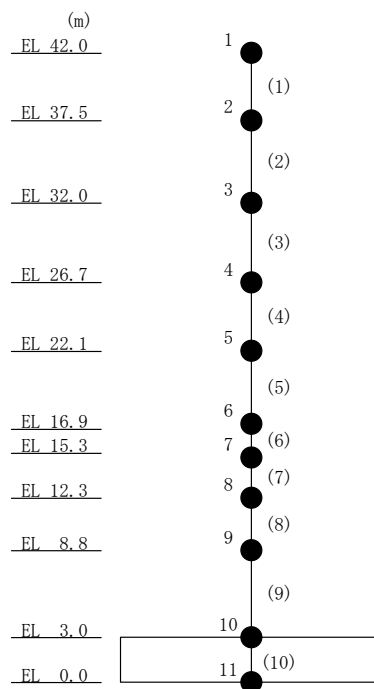 (m)
EL 42.0
1
(1)
EL 37.5
2
(2)
EL 32.0
3
(3)
EL 26.7
4
(4)
EL 22.1
5
(5)
EL 16.9
6
(6)
EL 15.3
7
(7)
EL 12.3
8
(8)
EL 8.8
9
(9)
EL 3.0
10
(10)
EL 0.0
11